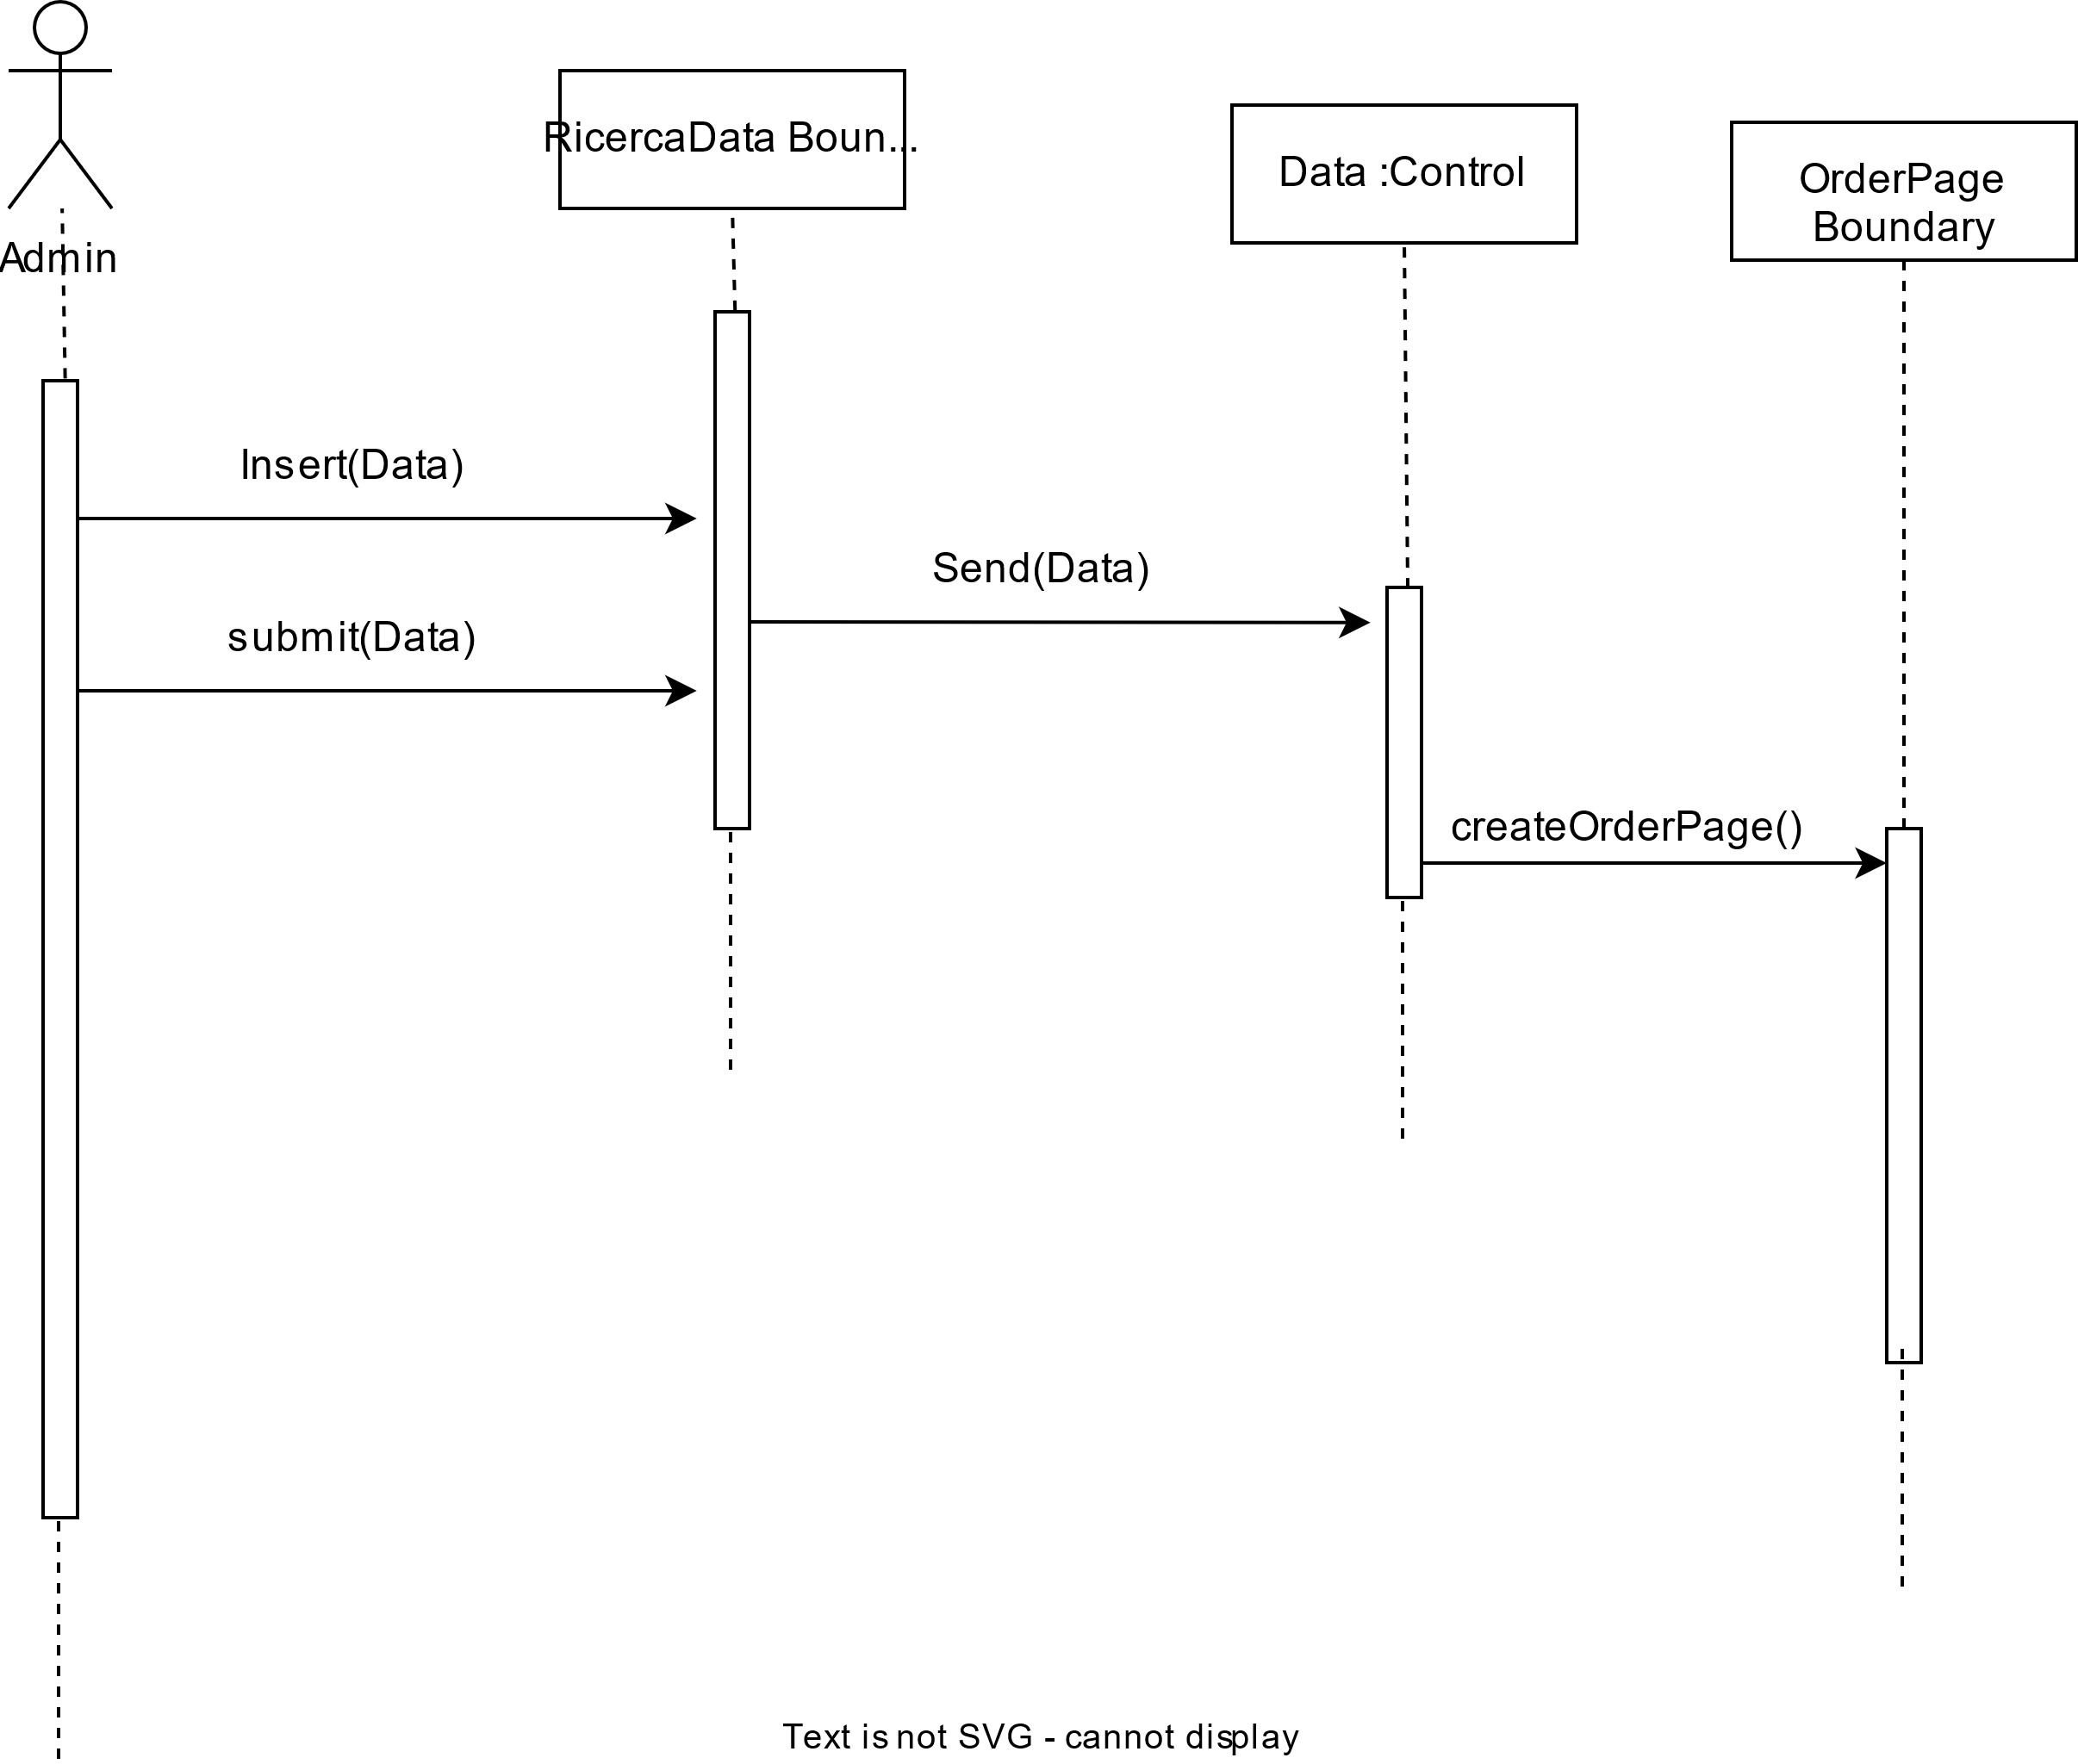 RicercaData Boun...
Data :Control
OrderPage
Boundary
Admin
Insert(Data)
Send(Data)
submit(Data)
createOrderPage()
Text is not SVG - cannot display